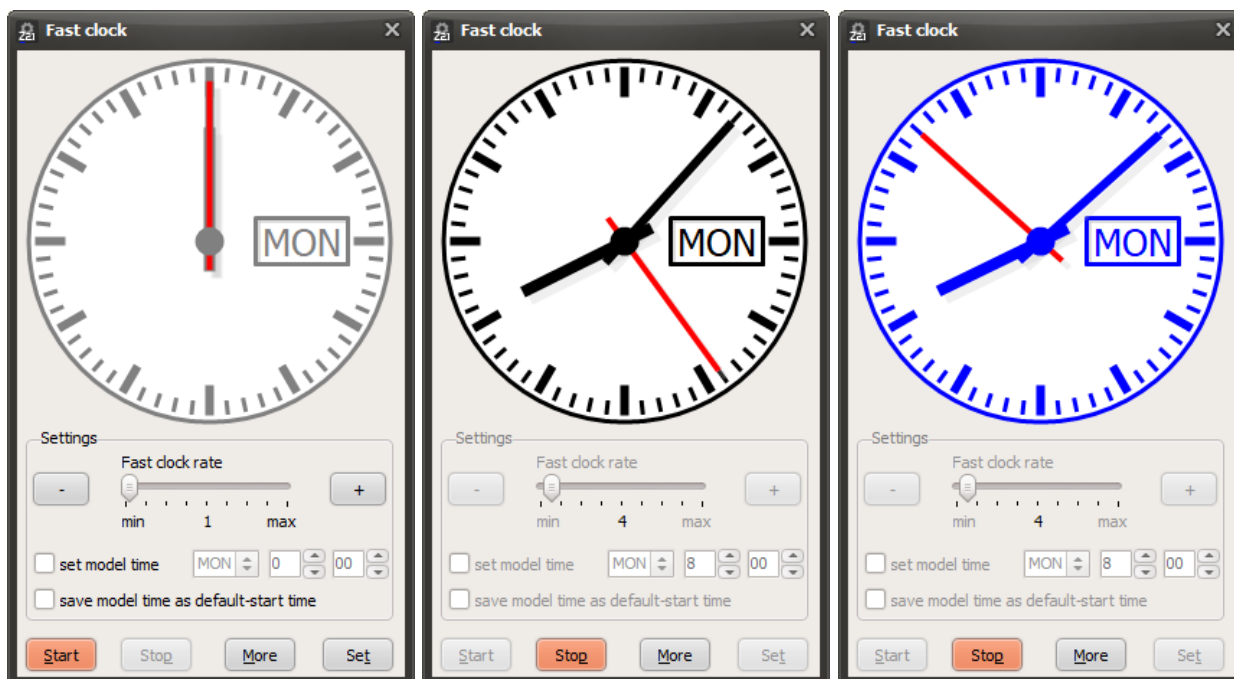 Z21 Fast clock
MON
Settings
Fast clock rate
- +
min 1 max
set model time MON 0 00
save model time as default-start time
Start Stop More Set
Z21 Fast clock
MON
Settings
Fast clock rate
- +
min 4 max
set model time MON 8 00
save model time as default-start time
Start Stop More Set
Z21 Fast clock
MON
Settings
Fast clock rate
- +
min 4 max
set model time MON 8 00
save model time as default-start time
Start Stop More Set